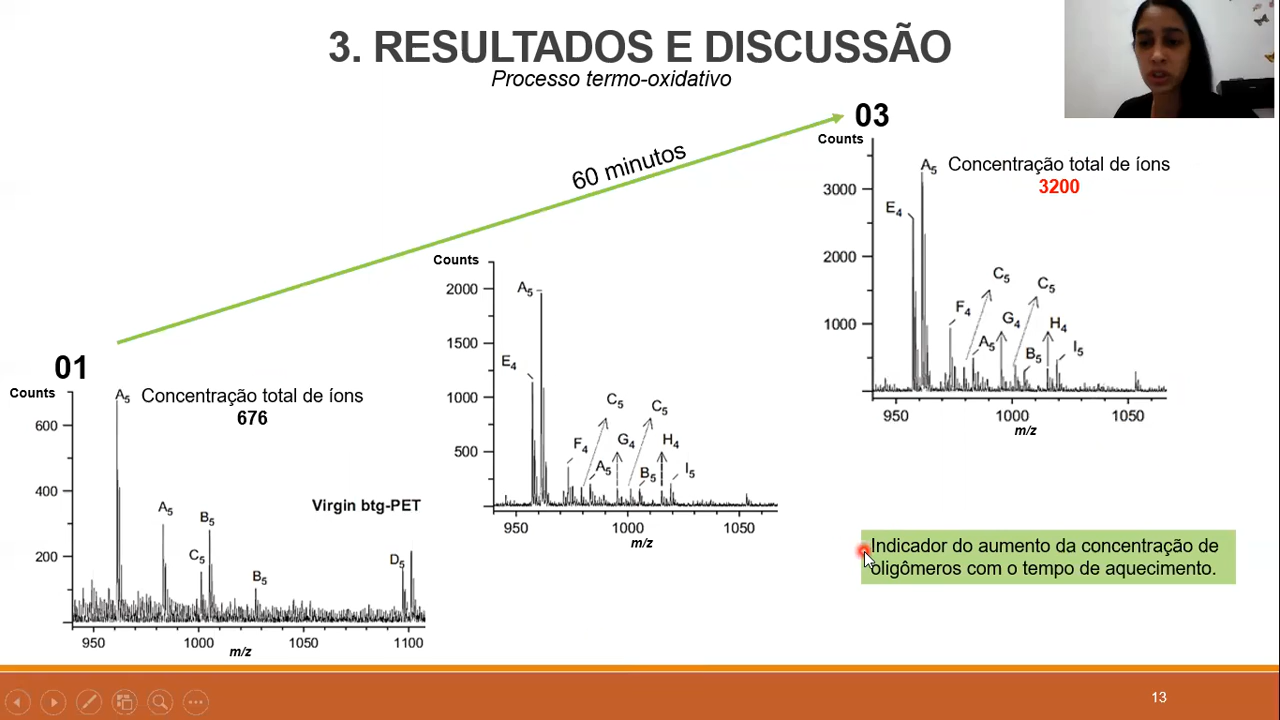 3. RESULTADOS E DISCUSSÃO
Processo termo-oxidativo
60 minutos
01
Counts
A5
Concentração total de íons
676
600
400
200
A5
B5
C5
B5
D5
Virgin btg-PET
950
1000
1050
1100
m/z
Counts
2000
1500
1000
500
A5
E4
F4
C5
A5
G4
C5
B5
H4
I5
950
1000
1050
m/z
03
Counts
A5
Concentração total de íons
3200
3000
2000
1000
E4
F4
C5
A5
G4
C5
B5
H4
I5
950
1000
1050
m/z
Indicador do aumento da concentração de
oligômeros com o tempo de aquecimento.
13